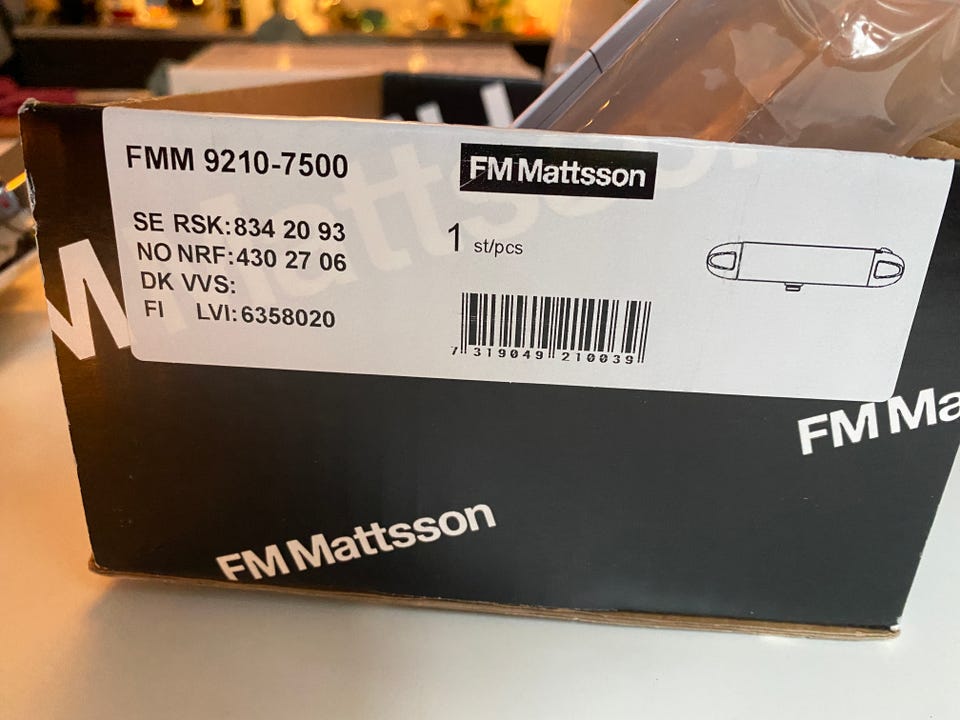 FMM 9210-7500
FM Mattsson
SE RSK:834 20 93
NO NRF:430 27 06
DK VVS:
FI LVI:6358020
1 st/pcs
7 319049 210039
FM Ma
FM Mattsson